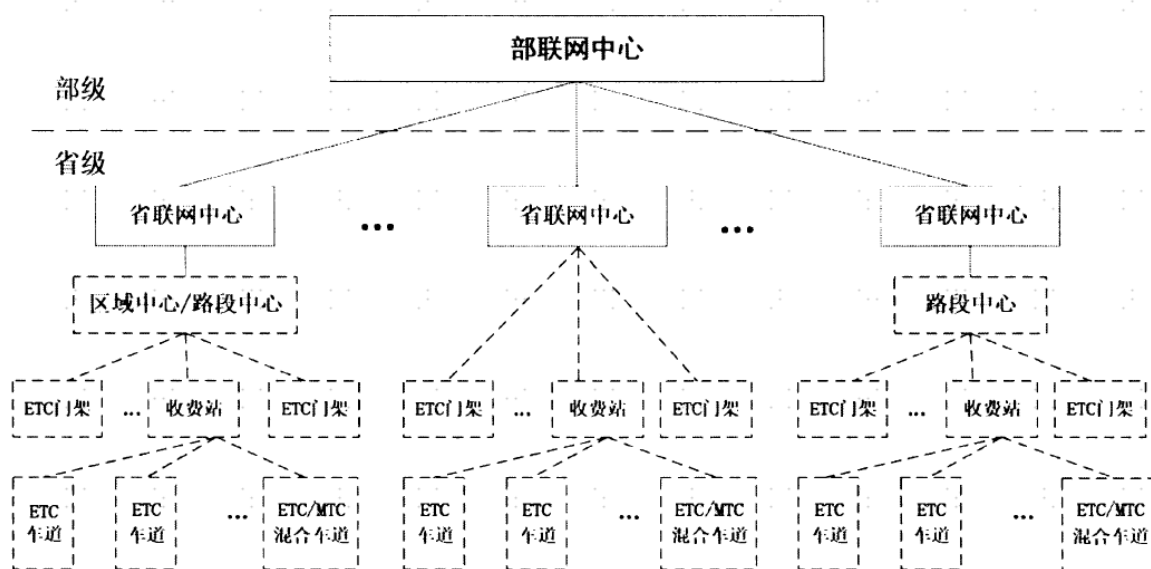 部联网中心
部级
省级
省联网中心
...
省联网中心
...
省联网中心
区域中心/路段中心
路段中心
ETC门架
...
收费站
ETC门架
ETC门架
...
收费站
ETC门架
ETC门架
...
收费站
ETC门架
ETC
车道
ETC
车道
...
ETC/MTC
混合车道
ETC
车道
ETC
车道
...
ETC/MTC
混合车道
ETC
车道
ETC
车道
...
ETC/MTC
混合车道